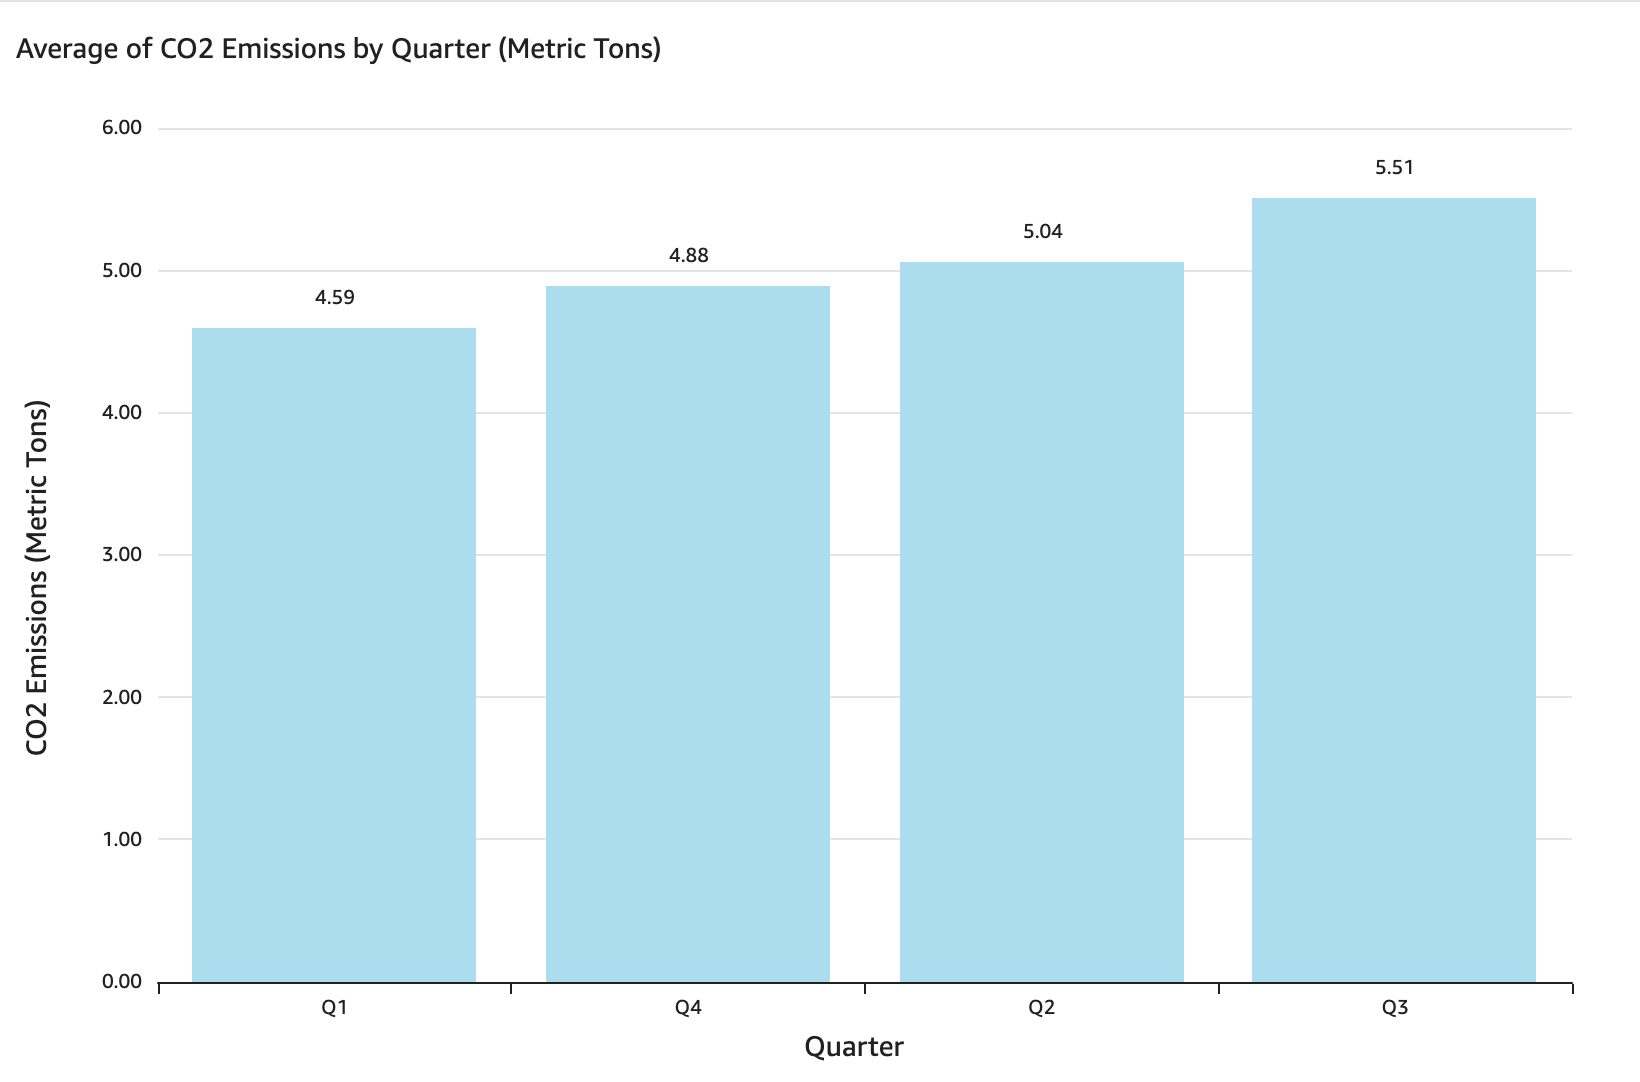 Average of CO2 Emissions by Quarter (Metric Tons)
6.00
5.51
5.04
4.88
5.00
4.59
4.00
3.00
2.00
1.00
0.00
CO2 Emissions (Metric Tons)
Q1 Q4 Q2 Q3
Quarter